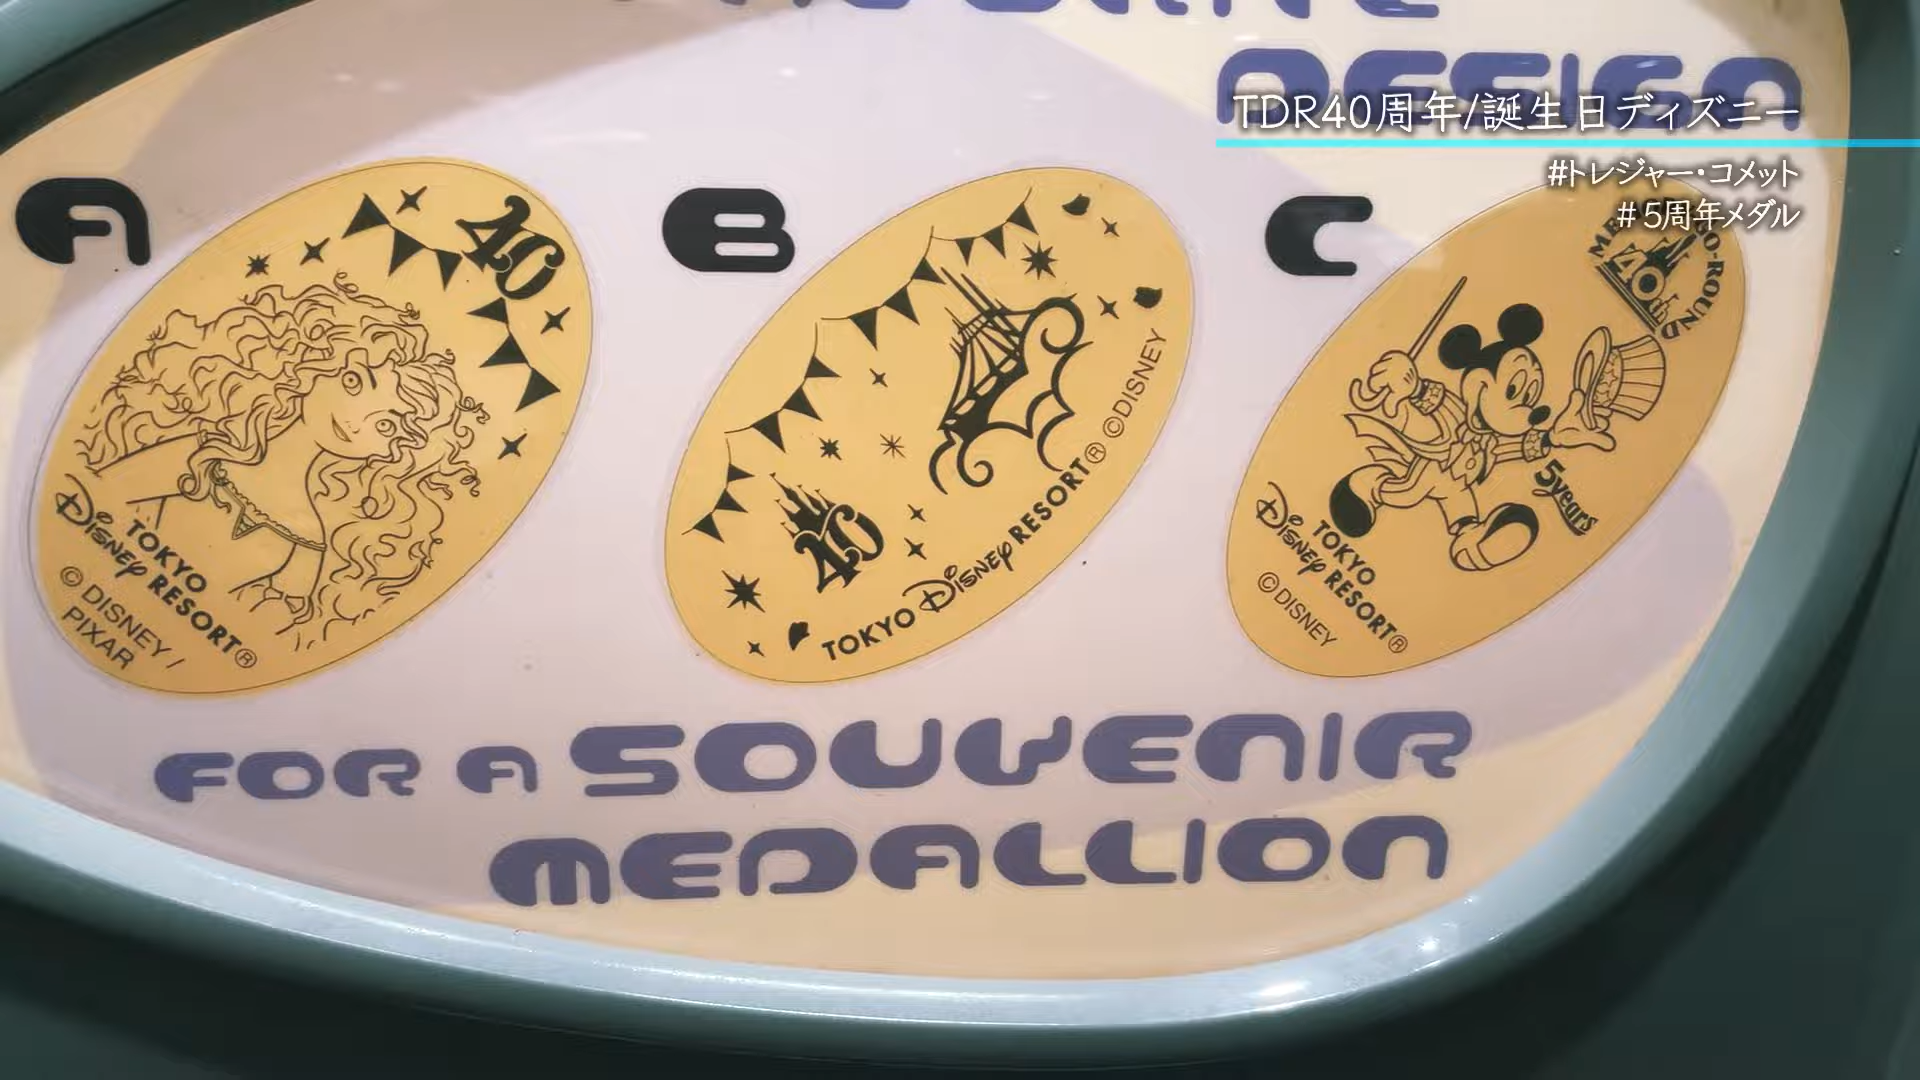 DESIGN
TDR40周年/誕生日ディズニー
#トレジャー・コメット
#5周年メダル
A
40
TOKYO
Disney RESORT®
©DISNEY/
PIXAR
B
40
TOKYO Disney RESORT® ©DISNEY
C
40th
5years
TOKYO
Disney RESORT®
©DISNEY
FOR A SOUVENIR
MEDALLION